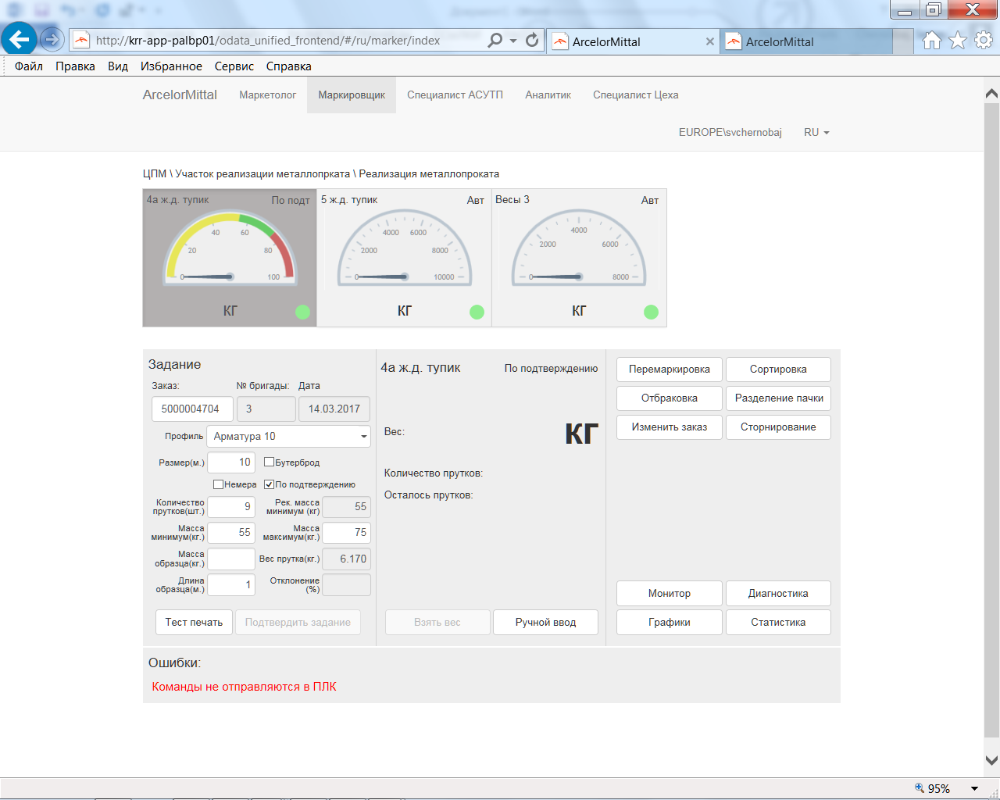 http://krr-app-palbp01/odata_unified_frontend/#/ru/marker/index
ArcelorMittal
ArcelorMittal
Файл Правка Вид Избранное Сервис Справка
ArcelorMittal Маркетолог Маркировщик Специалист АСУТП Аналитик Специалист Цеха
EUROPE\svchernobaj RU
ЦПМ \ Участок реализации металлопрката \ Реализация металлопроката
4а ж.д. тупик По подт
0 20 40 60 80 100
КГ
5 ж.д. тупик Авт
0 2000 4000 6000 8000 10000
КГ
Весы 3 Авт
0 2000 4000 6000 8000
КГ
Задание
Заказ: № бригады: Дата
5000004704 3 14.03.2017
Профиль Арматура 10
Размер(м.) 10 Бутерброд
Немера По подтверждению
Количество прутков(шт.) 9 Рек. масса минимум (кг) 55
Масса минимум(кг.) 55 Масса максимум(кг.) 75
Масса образца(кг.) Вес прутка(кг.) 6.170
Длина образца(м.) 1 Отклонение (%)
Тест печать Подтвердить задание
4а ж.д. тупик По подтверждению
Вес: КГ
Количество прутков:
Осталось прутков:
Взять вес Ручной ввод
Перемаркировка Сортировка
Отбраковка Разделение пачки
Изменить заказ Сторнирование
Монитор Диагностика
Графики Статистика
Ошибки:
Команды не отправляются в ПЛК
95%